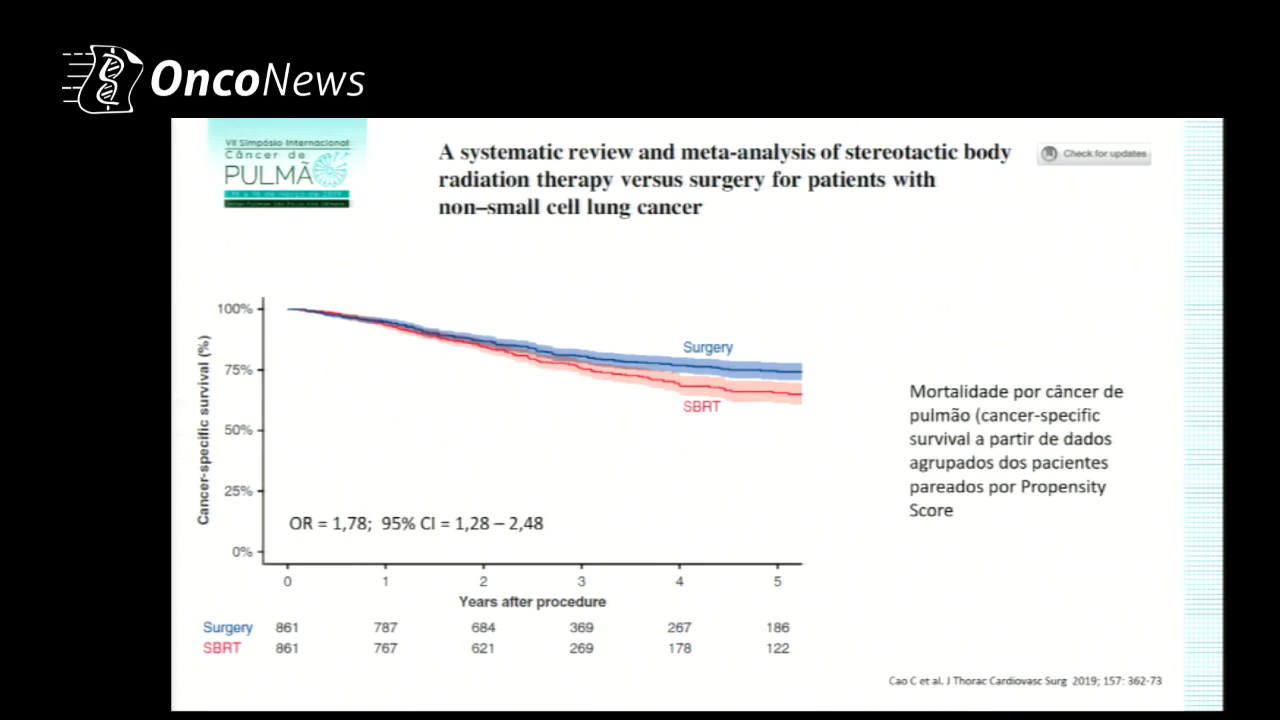 OncoNews
VII Simpósio Internacional
Câncer de
PULMÃO
A systematic review and meta-analysis of stereotactic body
radiation therapy versus surgery for patients with
non–small cell lung cancer
Check for updates
Cancer-specific survival (%)
100%
75%
50%
25%
0%
Surgery
SBRT
OR = 1,78; 95% CI = 1,28 – 2,48
0 1 2 3 4 5
Years after procedure
Surgery 861 787 684 369 267 186
SBRT 861 767 621 269 178 122
Mortalidade por câncer de
pulmão (cancer-specific
survival a partir de dados
agrupados dos pacientes
pareados por Propensity
Score
Cao C et al. J Thorac Cardiovasc Surg 2019; 157: 362-73